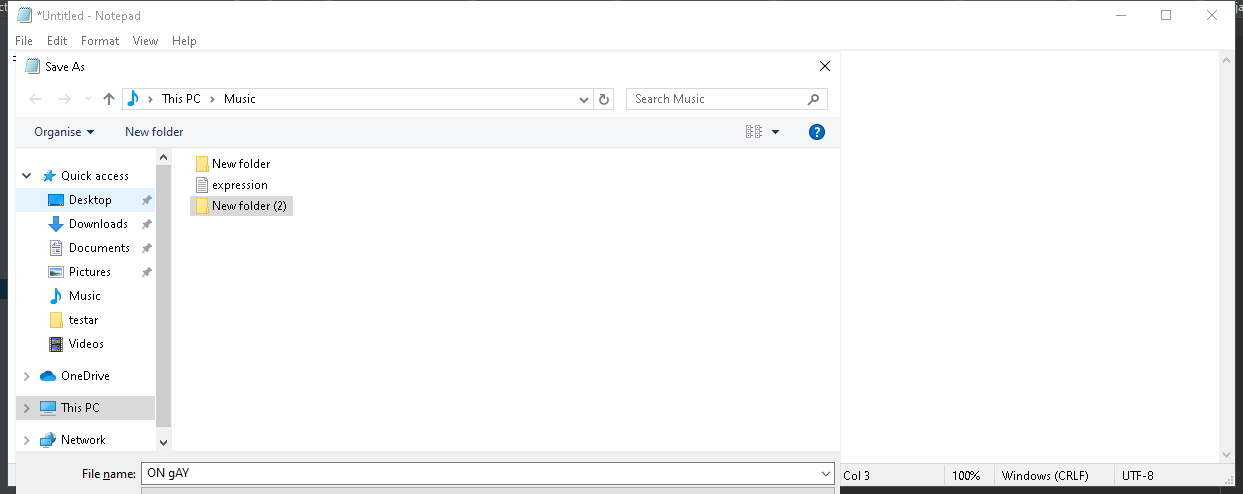 *Untitled - Notepad
File Edit Format View Help
Save As
This PC Music
Search Music
Organise New folder
Quick access
Desktop
Downloads
Documents
Pictures
Music
testar
Videos
OneDrive
This PC
Network
New folder
expression
New folder (2)
File name: ON gAY
Col 3 100% Windows (CRLF) UTF-8